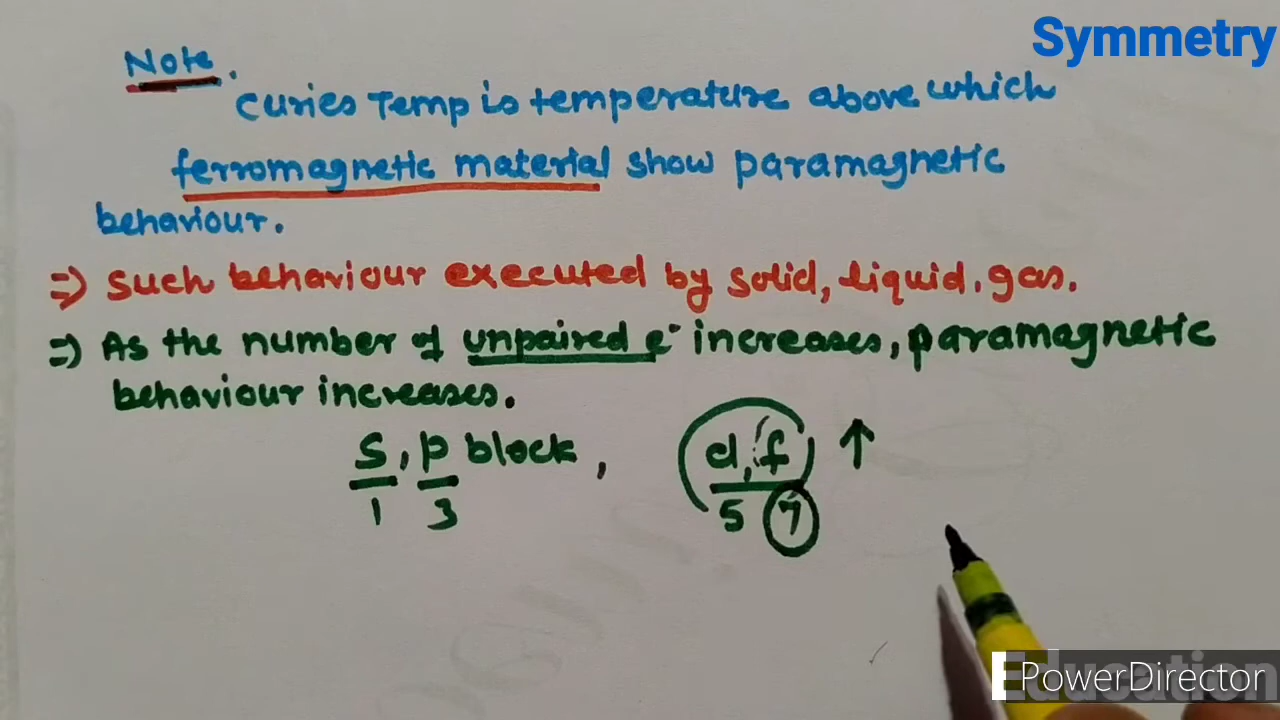 Symmetry
Note.
Curies Temp is temperature above which
ferromagnetic material show paramagnetic
behaviour.
=> Such behaviour executed by solid, liquid, gas.
=> As the number of unpaired e- increases, paramagnetic
behaviour increases.
s, p block, d, f ↑
1 3 5 7
Education
PowerDirector